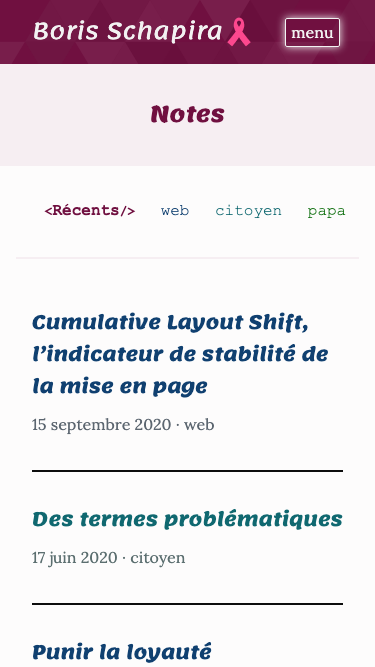 Boris Schapira
menu
Notes
<Récents/> web citoyen papa
Cumulative Layout Shift,
l'indicateur de stabilité de
la mise en page
15 septembre 2020 · web
Des termes problématiques
17 juin 2020 · citoyen
Punir la loyauté